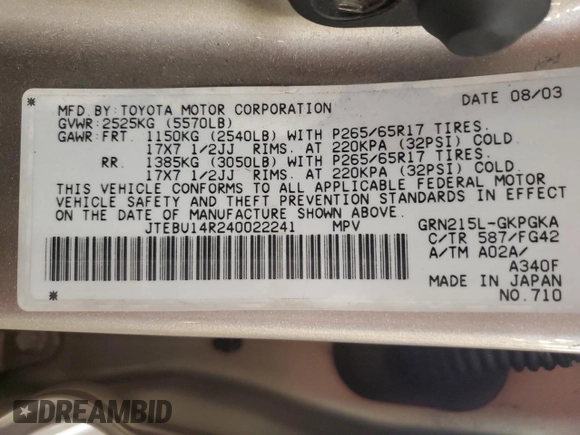 MFD. BY: TOYOTA MOTOR CORPORATION DATE 08/03
GVWR: 2525KG (5570LB)
GAWR: FRT. 1150KG (2540LB) WITH P265/65R17 TIRES.
17X7 1/2JJ RIMS. AT 220KPA (32PSI) COLD.
RR. 1385KG (3050LB) WITH P265/65R17 TIRES.
17X7 1/2JJ RIMS. AT 220KPA (32PSI) COLD.
THIS VEHICLE CONFORMS TO ALL APPLICABLE FEDERAL MOTOR
VEHICLE SAFETY AND THEFT PREVENTION STANDARDS IN EFFECT
ON THE DATE OF MANUFACTURE SHOWN ABOVE.
JTEBU14R240022241 MPV GRN215L-GKPGKA
C/TR 587/FG42
A/TM A02A/
A340F
MADE IN JAPAN
NO.710
DREAMBID